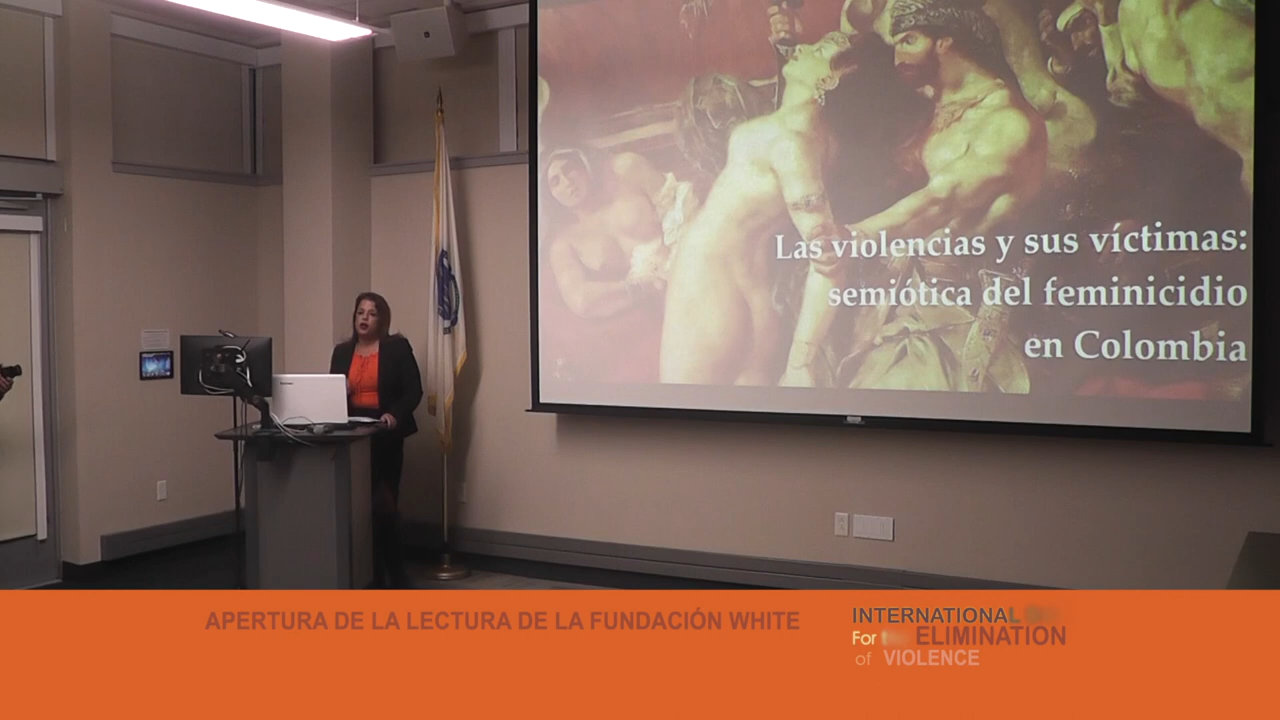 Las violencias y sus víctimas:
semiótica del feminicidio
en Colombia
APERTURA DE LA LECTURA DE LA FUNDACIÓN WHITE
INTERNATIONAL
For ELIMINATION
of VIOLENCE